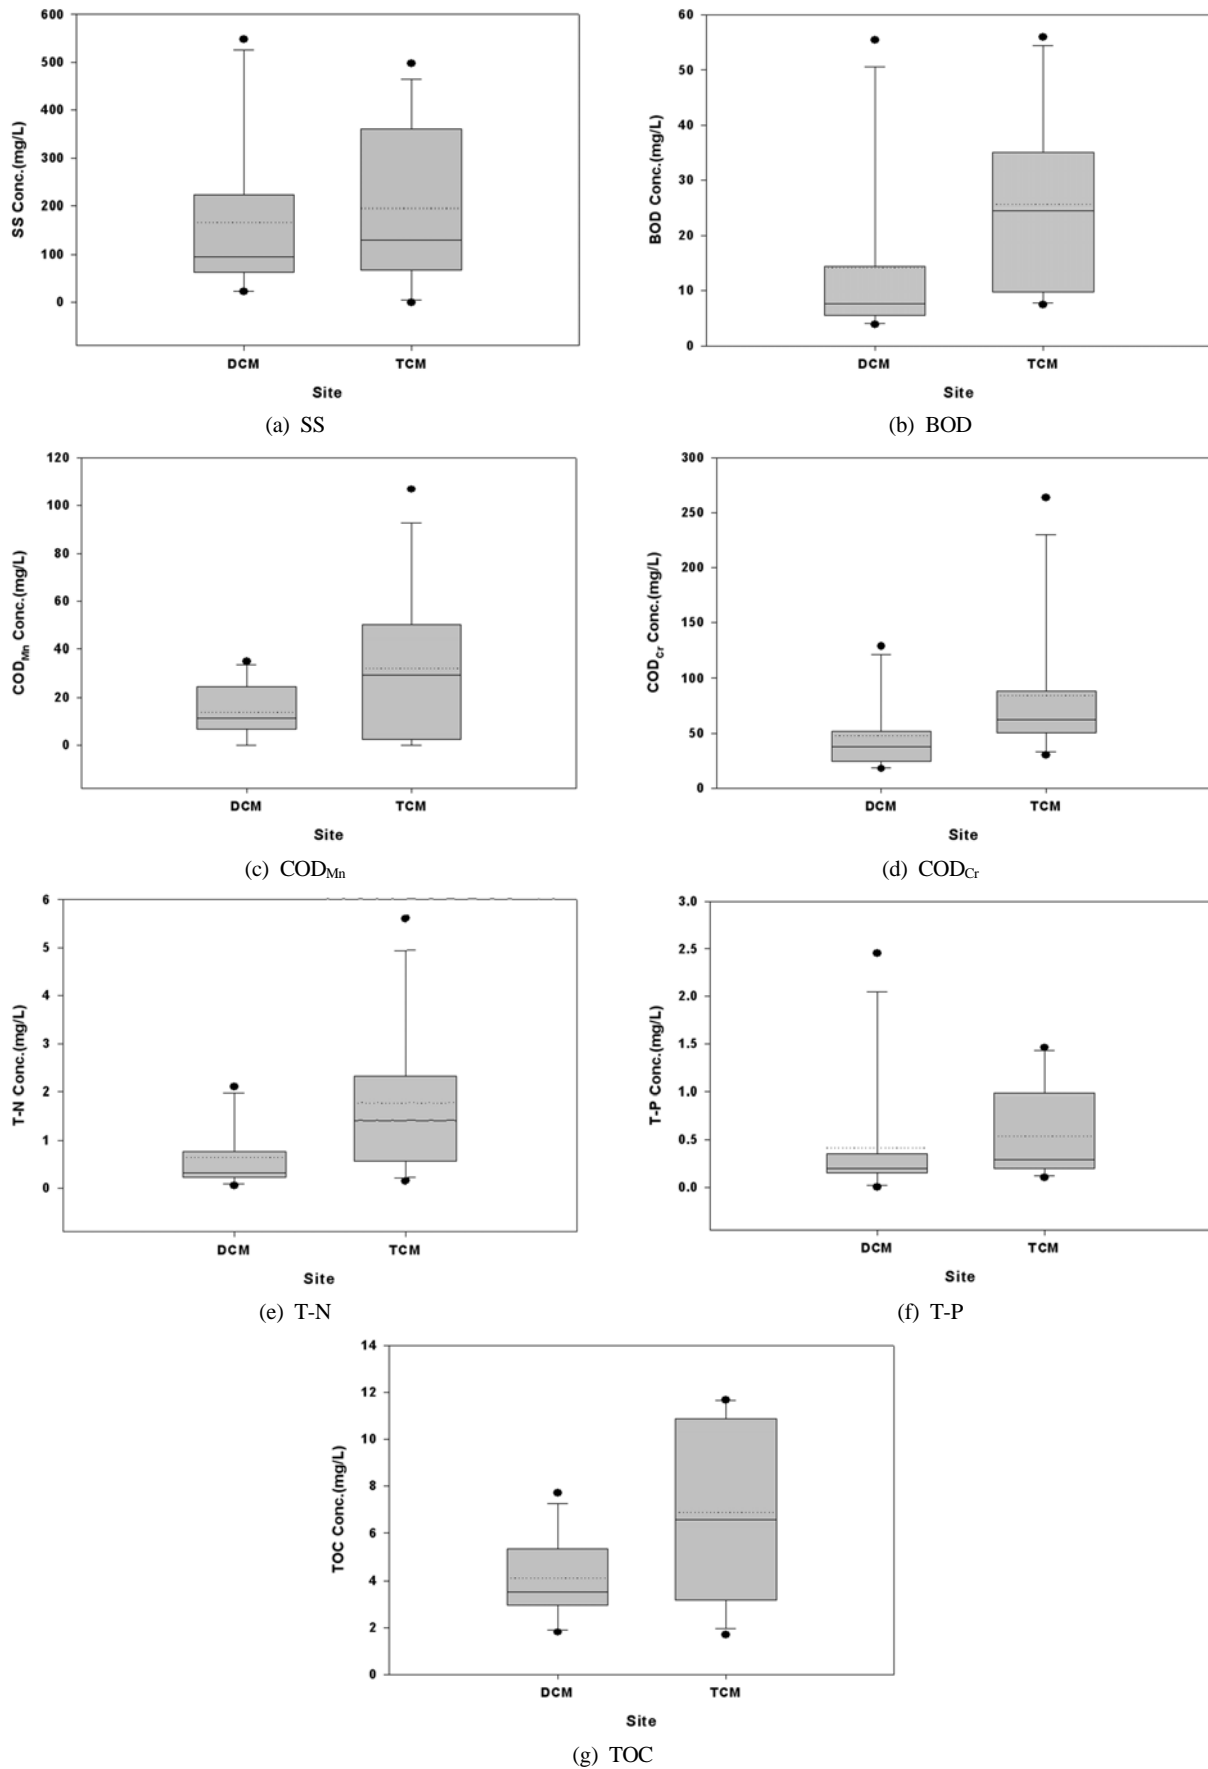 600
500
400
300
200
100
0
SS Conc.(mg/L)
DCM TCM
Site
(a) SS
60
50
40
30
20
10
0
BOD Conc.(mg/L)
DCM TCM
Site
(b) BOD
120
100
80
60
40
20
0
COD_Mn Conc.(mg/L)
DCM TCM
Site
(c) COD_Mn
300
250
200
150
100
50
0
COD_Cr Conc.(mg/L)
DCM TCM
Site
(d) COD_Cr
6
5
4
3
2
1
0
T-N Conc.(mg/L)
DCM TCM
Site
(e) T-N
3.0
2.5
2.0
1.5
1.0
0.5
0.0
T-P Conc.(mg/L)
DCM TCM
Site
(f) T-P
14
12
10
8
6
4
2
0
TOC Conc.(mg/L)
DCM TCM
Site
(g) TOC